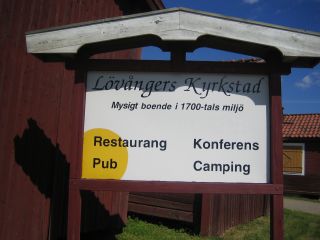 Lövångers Kyrkstad
Mysigt boende i 1700-tals miljö
Restaurang Konferens
Pub Camping